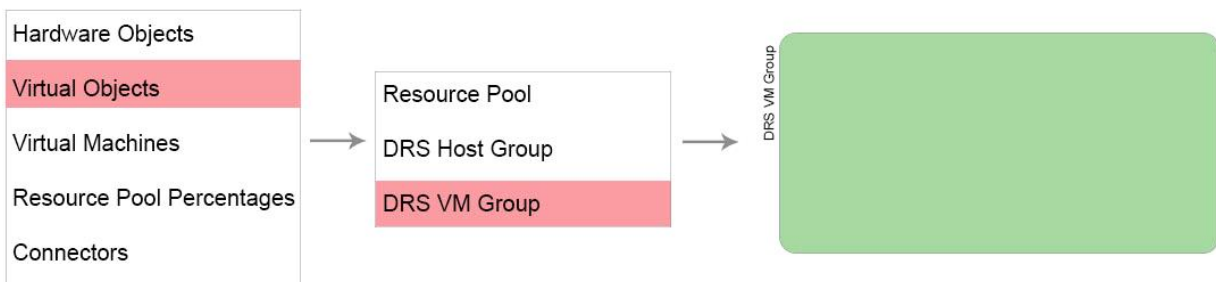 Hardware Objects
Virtual Objects
Virtual Machines
Resource Pool Percentages
Connectors
Resource Pool
DRS Host Group
DRS VM Group
DRS VM Group